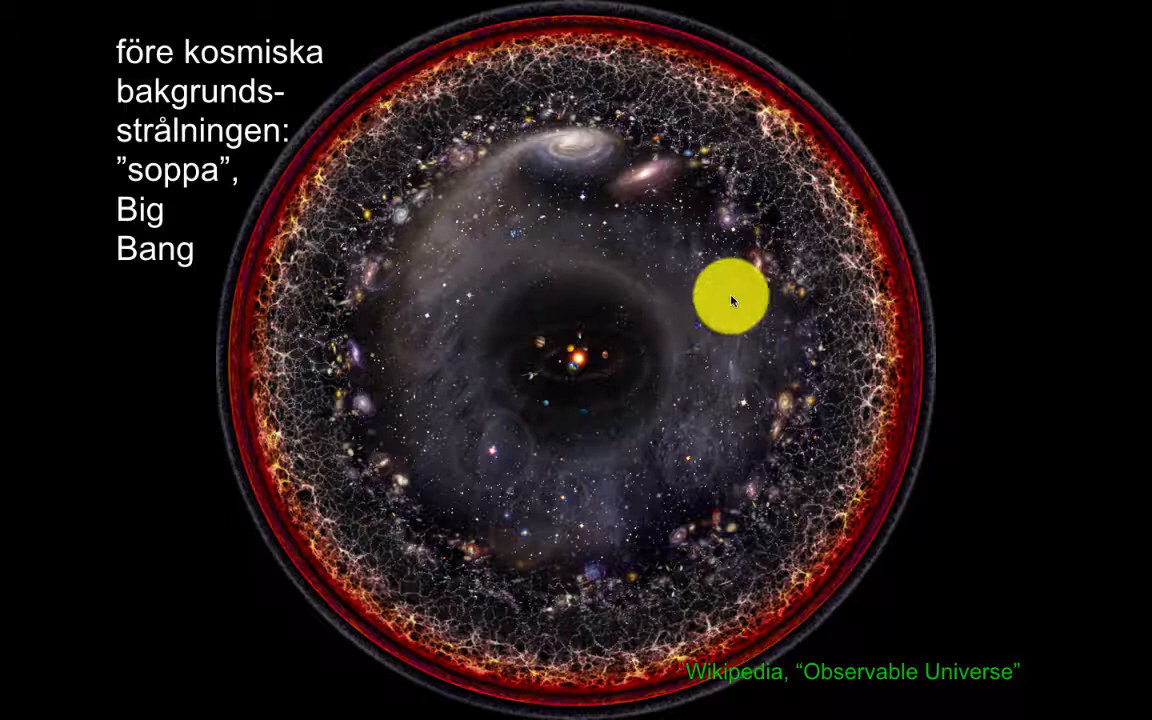 före kosmiska
bakgrunds-
strålningen:
”soppa”,
Big
Bang
Wikipedia, “Observable Universe”